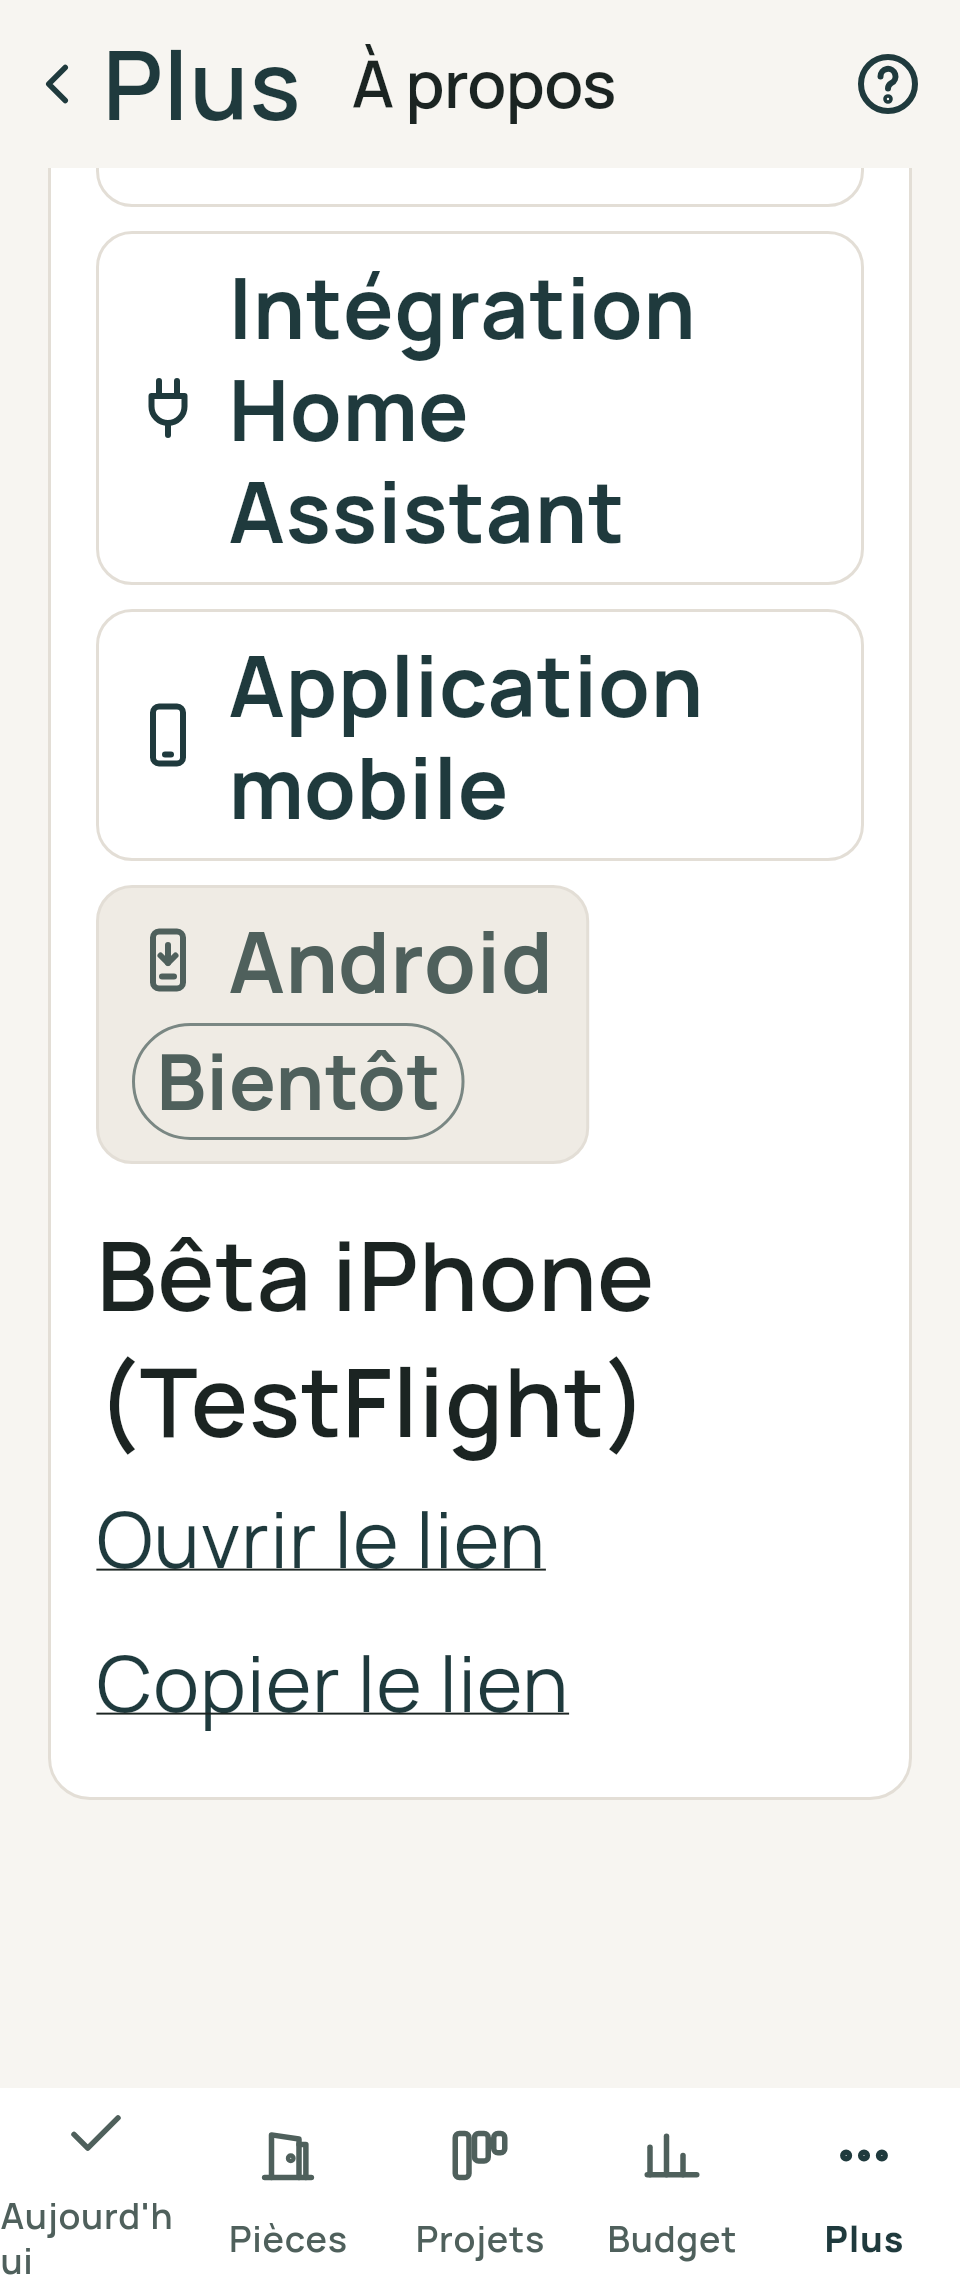 Plus À propos
Intégration
Home
Assistant
Application
mobile
Android
Bientôt
Bêta iPhone
(TestFlight)
Ouvrir le lien
Copier le lien
Aujourd'h
ui
Pièces
Projets
Budget
Plus